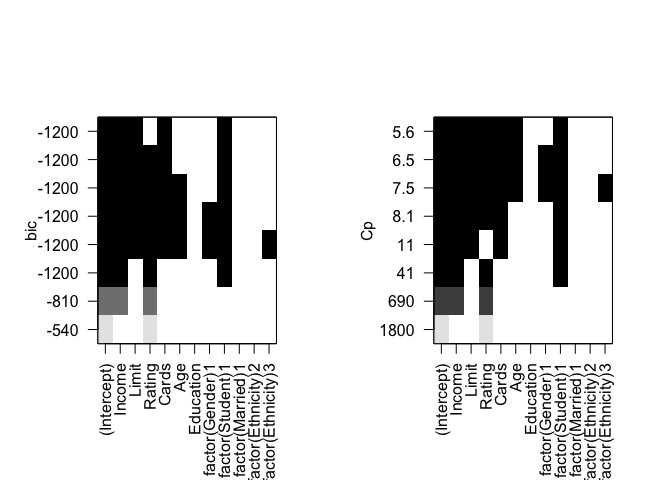 bic
-1200
-1200
-1200
-1200
-1200
-1200
-810
-540
(Intercept)
Income
Limit
Rating
Cards
Age
Education
factor(Gender)1
factor(Student)1
factor(Married)1
factor(Ethnicity)2
factor(Ethnicity)3
Cp
5.6
6.5
7.5
8.1
11
41
690
1800
(Intercept)
Income
Limit
Rating
Cards
Age
Education
factor(Gender)1
factor(Student)1
factor(Married)1
factor(Ethnicity)2
factor(Ethnicity)3